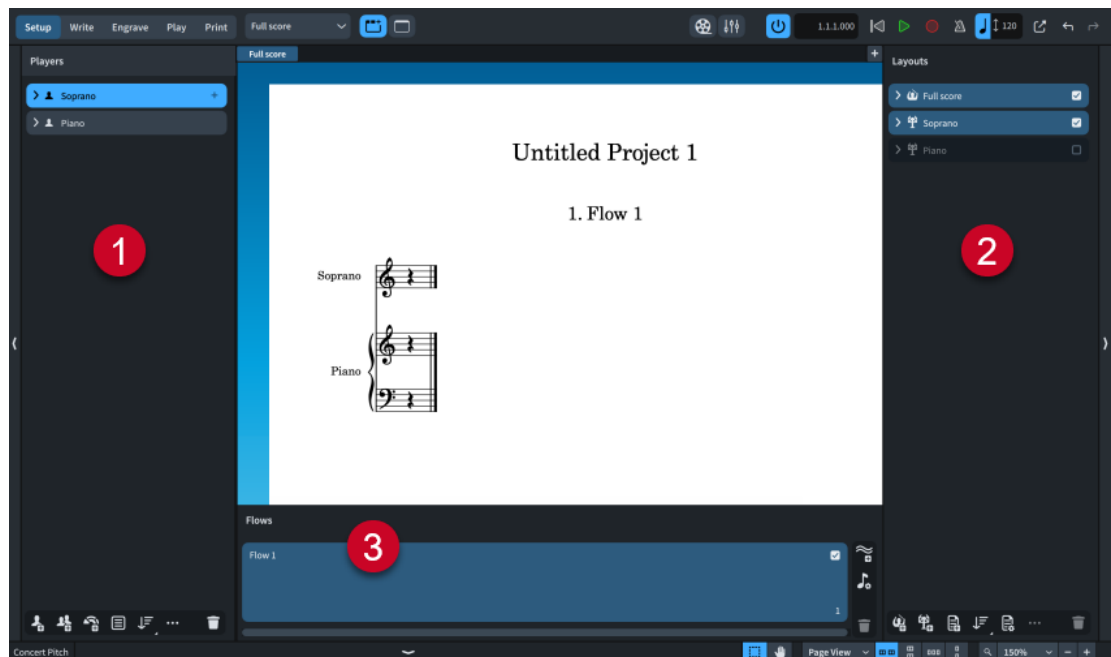 Setup Write Engrave Play Print Full score 1.1.1.000 120
Players
Full score
Layouts
Soprano
Piano
Full score
Soprano
Piano
Untitled Project 1
1. Flow 1
Soprano
Piano
1
2
Flows
3
Flow 1
1
Concert Pitch Page View 150%